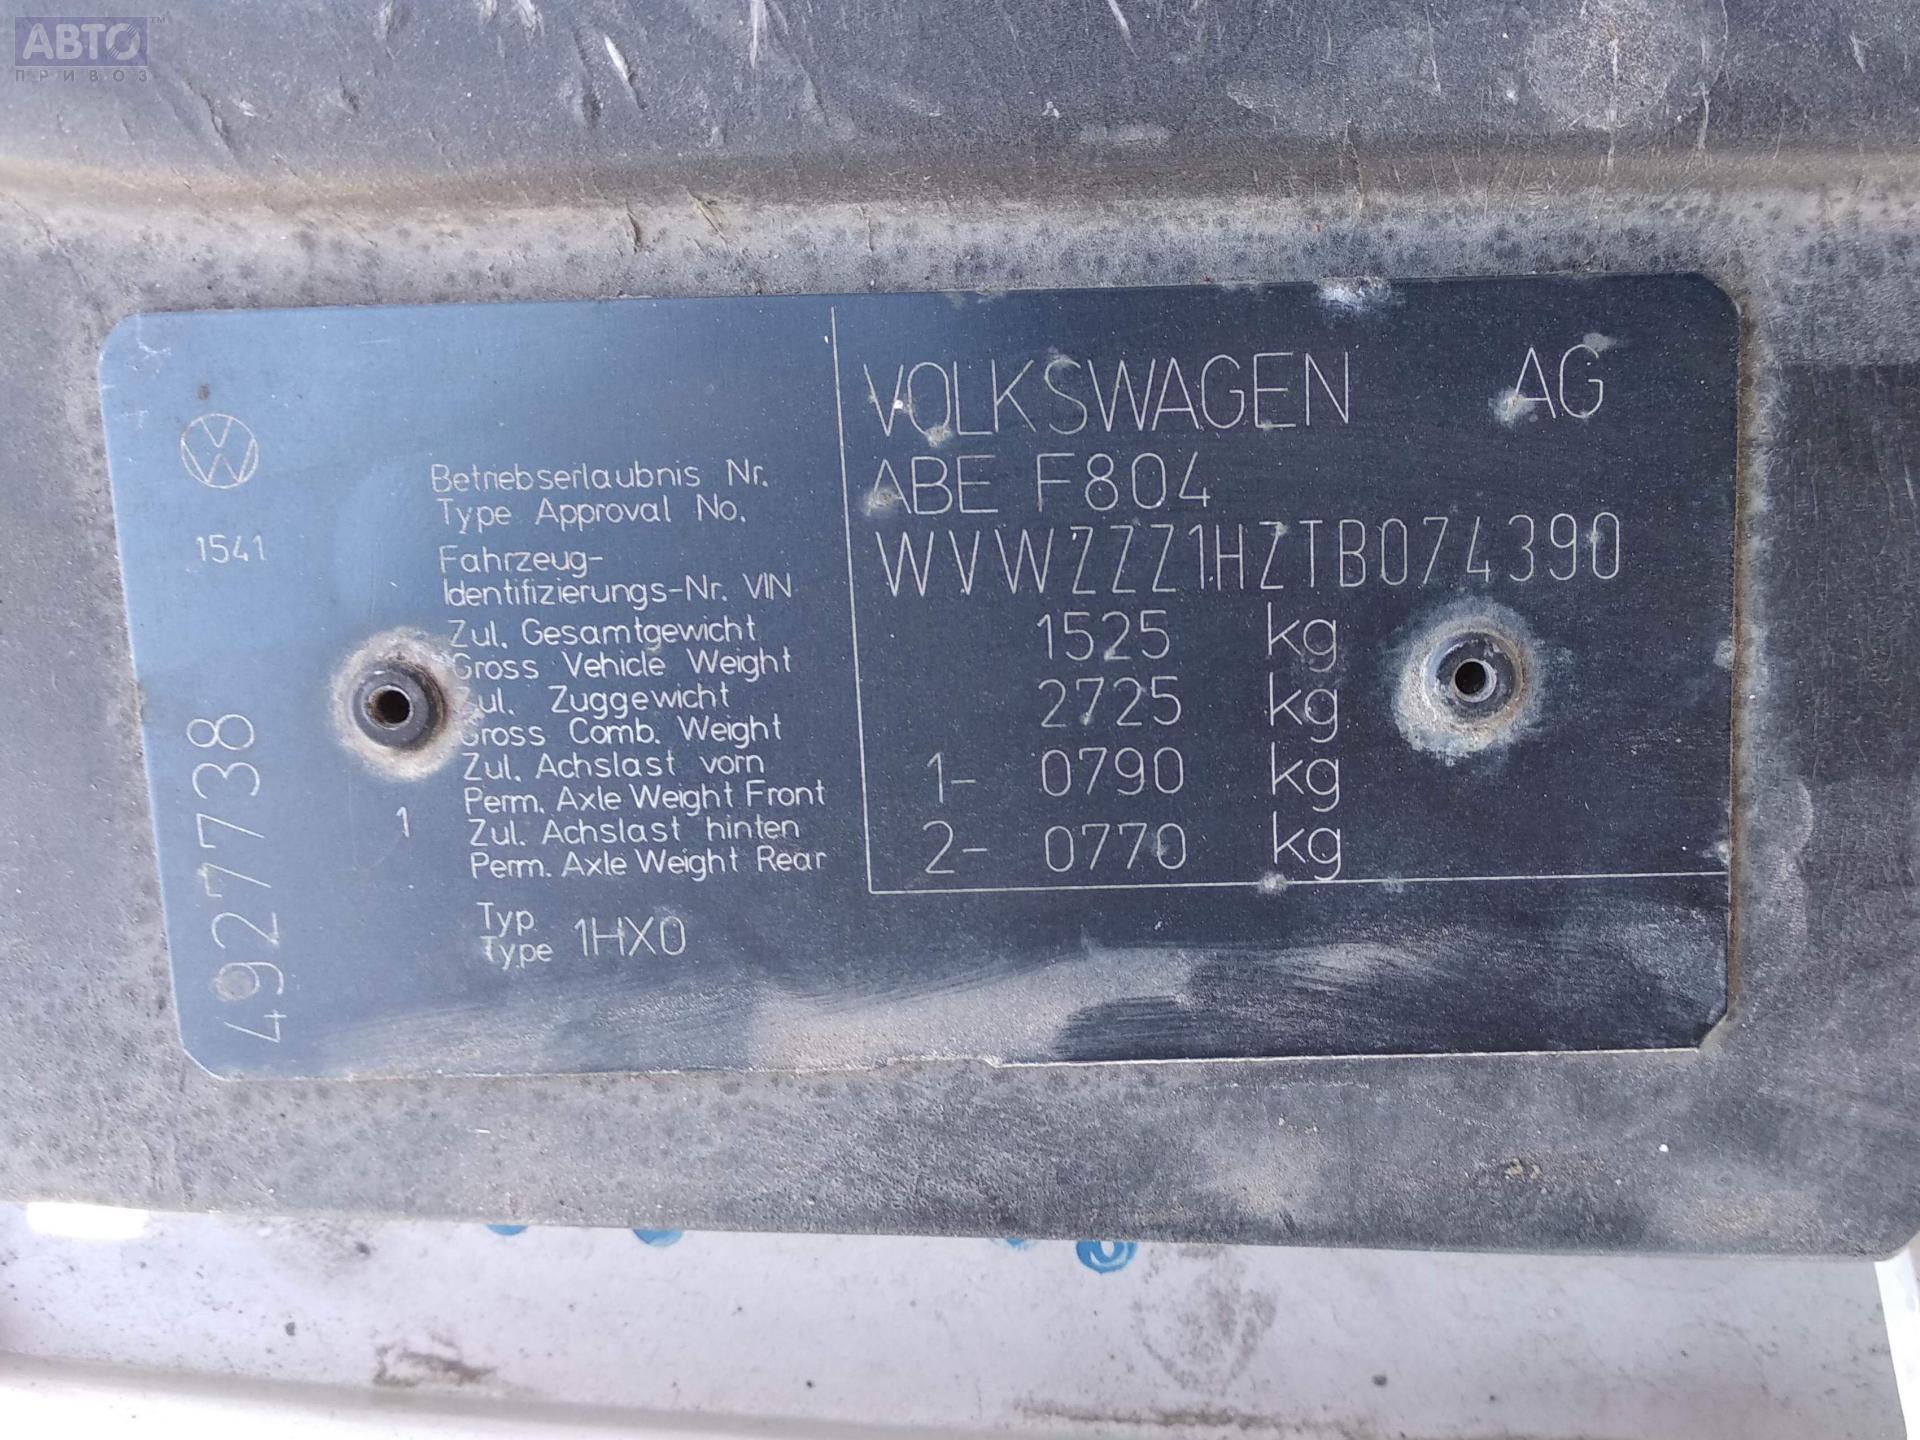 АВТО
ПРИВОЗ
VOLKSWAGEN AG
Betriebserlaubnis Nr.
Type Approval No.
ABE F804
1541
Fahrzeug-
Identifizierungs-Nr. VIN
WVWZZZ1HZTB074390
Zul. Gesamtgewicht
Gross Vehicle Weight
1525 kg
Zul. Zuggewicht
Gross Comb. Weight
2725 kg
Zul. Achslast vorn
Perm. Axle Weight Front
1- 0790 kg
1
Zul. Achslast hinten
Perm. Axle Weight Rear
2- 0770 kg
Typ
Type 1HX0
4927738